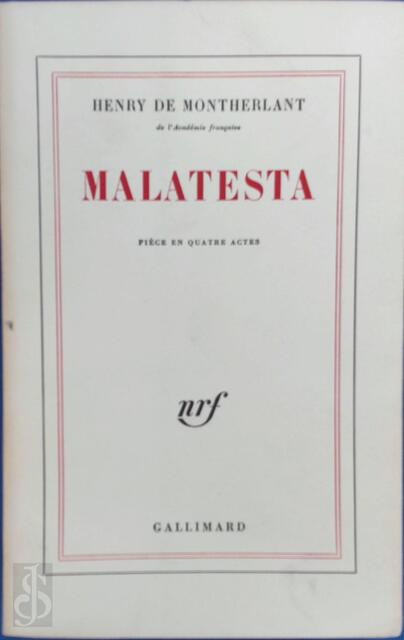 HENRY DE MONTHERLANT
de l'Académie française
MALATESTA
PIÈCE EN QUATRE ACTES
nrf
GALLIMARD